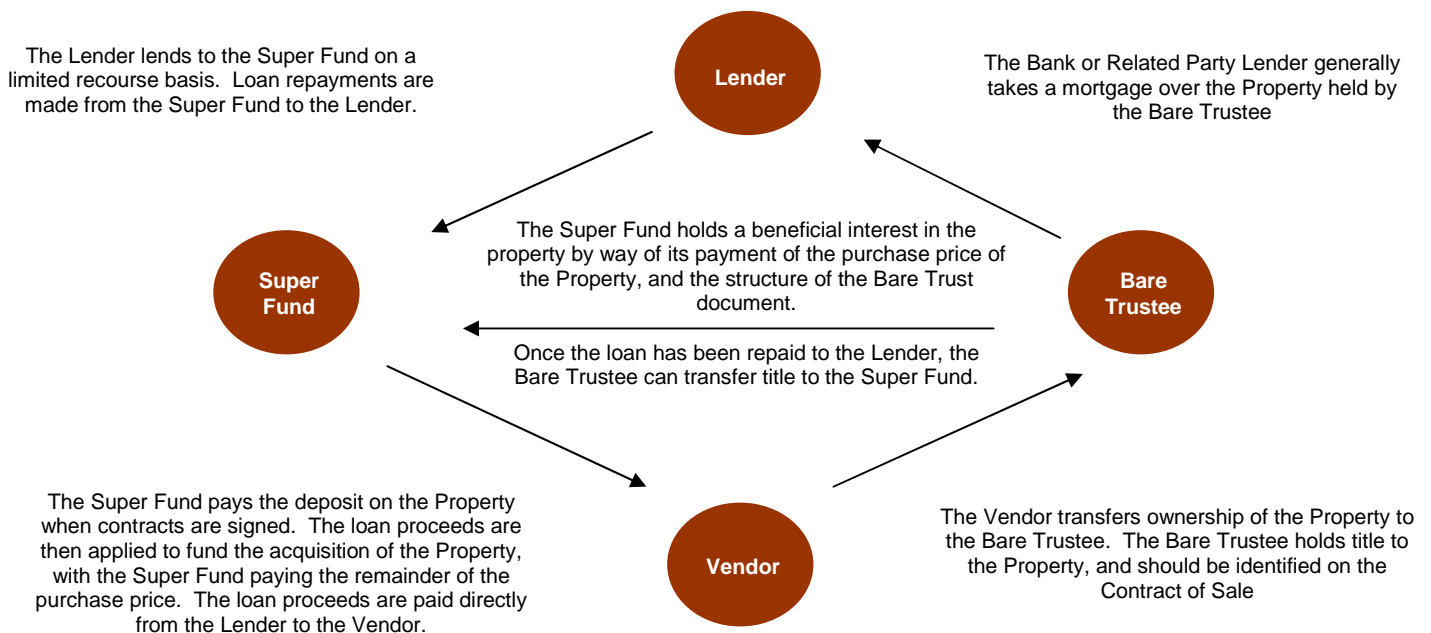 The Lender lends to the Super Fund on a
limited recourse basis.  Loan repayments are
made from the Super Fund to the Lender.
Lender
The Bank or Related Party Lender generally
takes a mortgage over the Property held by
the Bare Trustee
Super
Fund
The Super Fund holds a beneficial interest in the
property by way of its payment of the purchase price of
the Property, and the structure of the Bare Trust
document.
Once the loan has been repaid to the Lender, the
Bare Trustee can transfer title to the Super Fund.
Bare
Trustee
The Super Fund pays the deposit on the Property
when contracts are signed.  The loan proceeds are
then applied to fund the acquisition of the Property,
with the Super Fund paying the remainder of the
purchase price.  The loan proceeds are paid directly
from the Lender to the Vendor.
Vendor
The Vendor transfers ownership of the Property to
the Bare Trustee.  The Bare Trustee holds title to
the Property, and should be identified on the
Contract of Sale